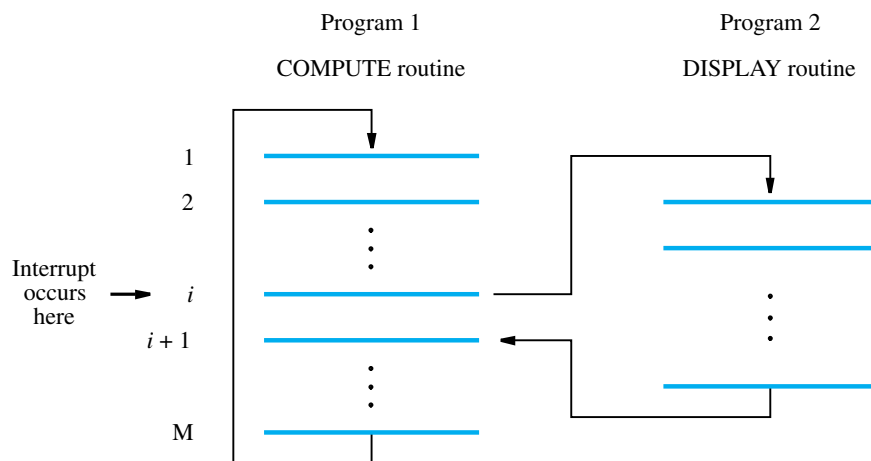 Program 1
COMPUTE routine
Program 2
DISPLAY routine
1
2
Interrupt
occurs
here
i
i + 1
M